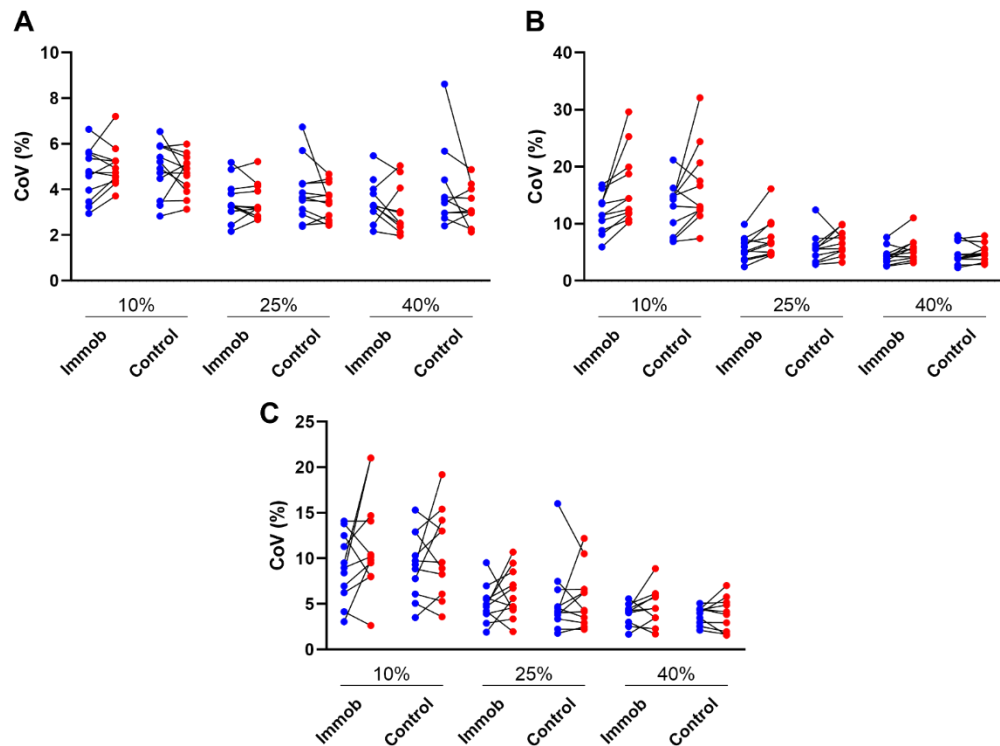 A
CoV (%)
10
8
6
4
2
0
10%
25%
40%
Immob
Control
Immob
Control
Immob
Control
B
CoV (%)
40
30
20
10
0
10%
25%
40%
Immob
Control
Immob
Control
Immob
Control
C
CoV (%)
25
20
15
10
5
0
10%
25%
40%
Immob
Control
Immob
Control
Immob
Control